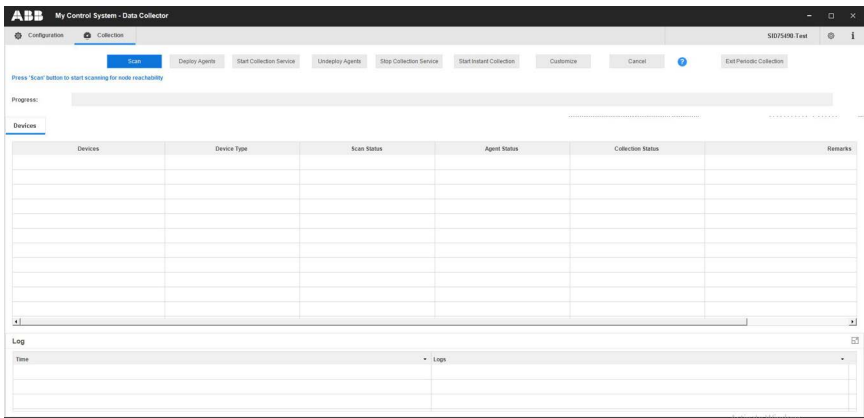 ABB My Control System - Data Collector
Configuration Collection SI075490-Test
Scan Deploy Agents Start Collection Service Undeploy Agents Stop Collection Service Start Instant Collection Customize Cancel ? Exit Periodic Collection
Press 'Scan' button to start scanning for node reachability
Progress:
Devices
Devices Device Type Scan Status Agent Status Collection Status Remarks
Log
Time Logs